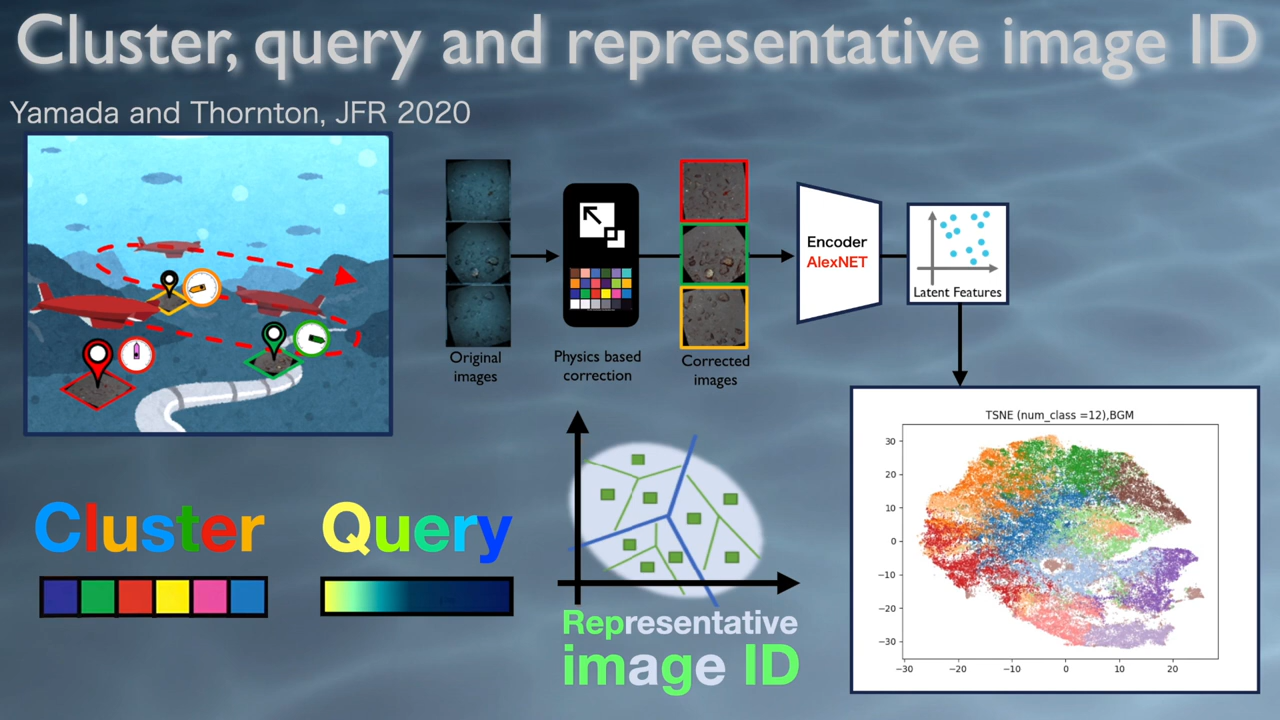 Cluster, query and representative image ID
Yamada and Thornton, JFR 2020
Original
images
Physics based
correction
Corrected
images
Encoder
AlexNET
Latent Features
TSNE (num_class =12),BGM
30
20
10
0
−10
−20
−30
−30
−20
−10
0
10
20
Cluster
Query
Representative
image ID